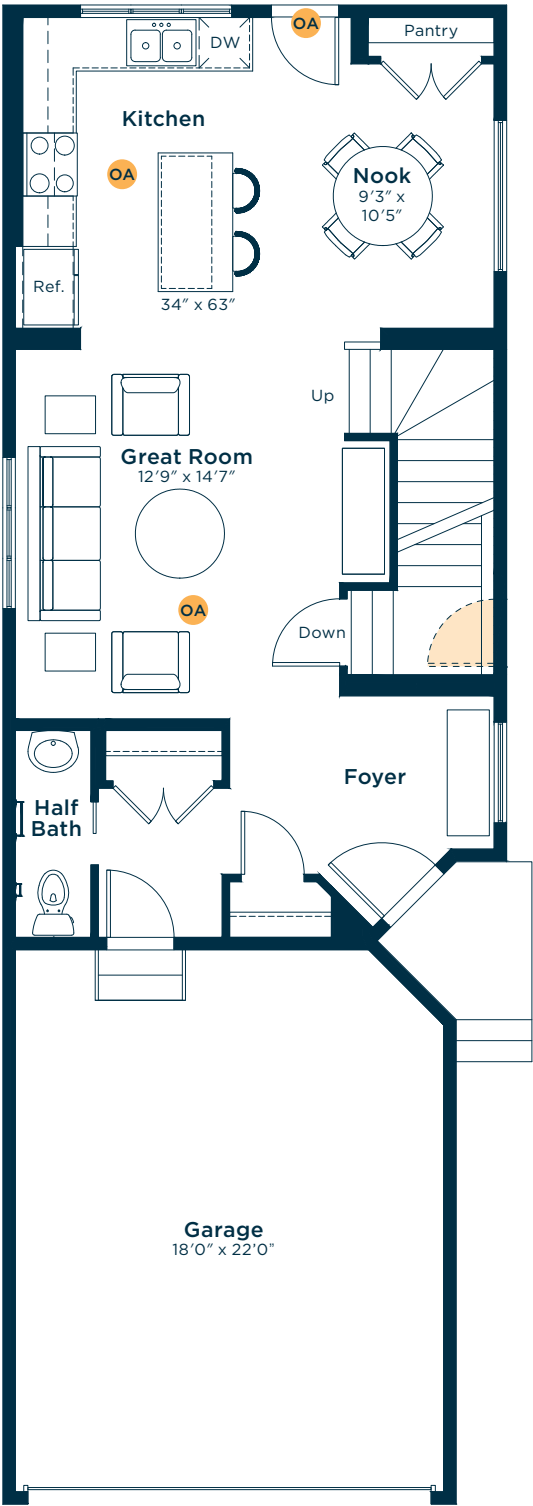 OA
Pantry
DW
Kitchen
OA
Nook
9'3" x
10'5"
Ref.
34" x 63"
Up
Great Room
12'9" x 14'7"
OA
Down
Foyer
Half
Bath
Garage
18'0" x 22'0"